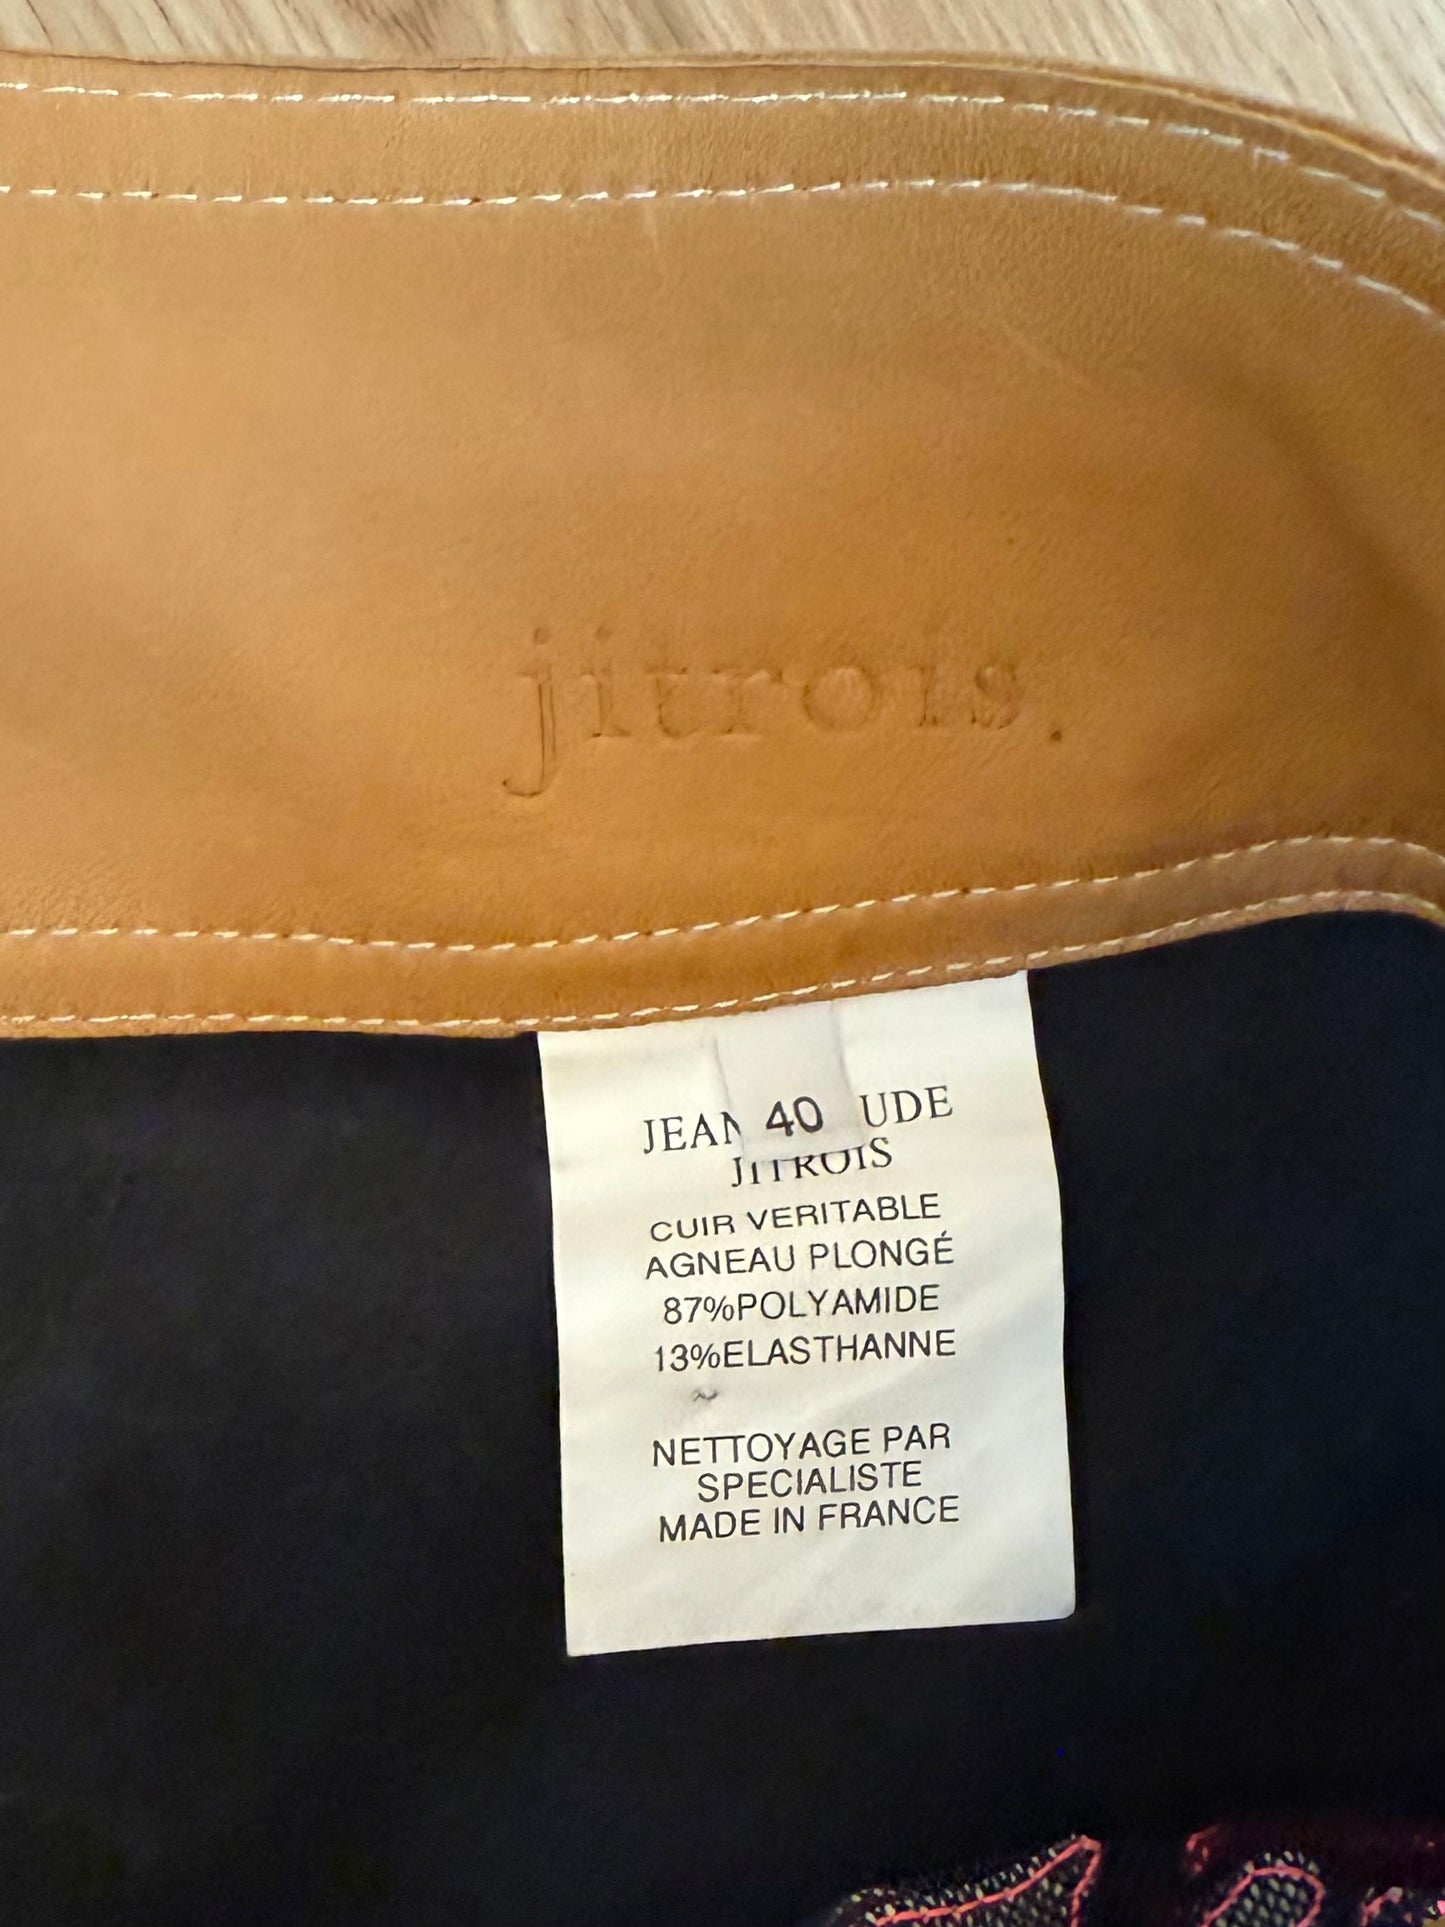 jitrois.
40
JEAN UDE
JITROIS
CUIR VERITABLE
AGNEAU PLONGÉ
87%POLYAMIDE
13%ELASTHANNE
NETTOYAGE PAR
SPECIALISTE
MADE IN FRANCE